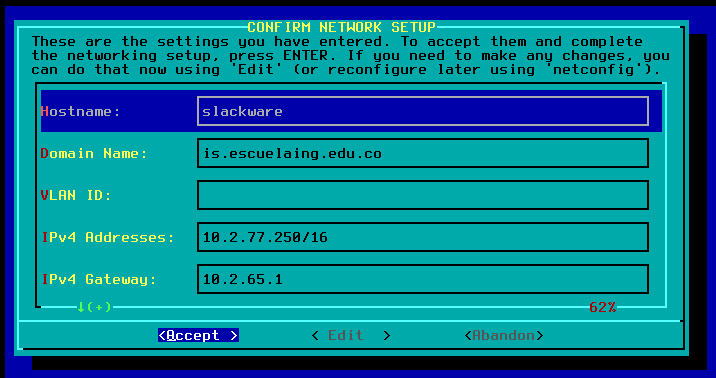 CONFIRM NETWORK SETUP
These are the settings you have entered. To accept them and complete
the networking setup, press ENTER. If you need to make any changes, you
can do that now using 'Edit' (or reconfigure later using 'netconfig').
Hostname: slackware
Domain Name: is.escuelaing.edu.co
VLAN ID:
IPv4 Addresses: 10.2.77.250/16
IPv4 Gateway: 10.2.65.1
↓(+) 62%
<Accept > < Edit > <Abandon>